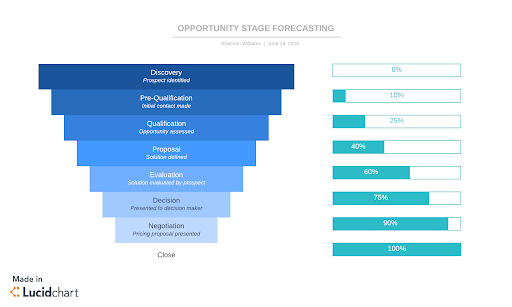 OPPORTUNITY STAGE FORECASTING
Shannon Williams | June 19, 2018
Discovery
Prospect identified
0%
Pre-Qualification
Initial contact made
10%
Qualification
Opportunity assessed
25%
Proposal
Solution defined
40%
Evaluation
Solution evaluated by prospect
60%
Decision
Presented to decision maker
75%
Negotiation
Pricing proposal presented
90%
Close
100%
Made in
Lucidchart